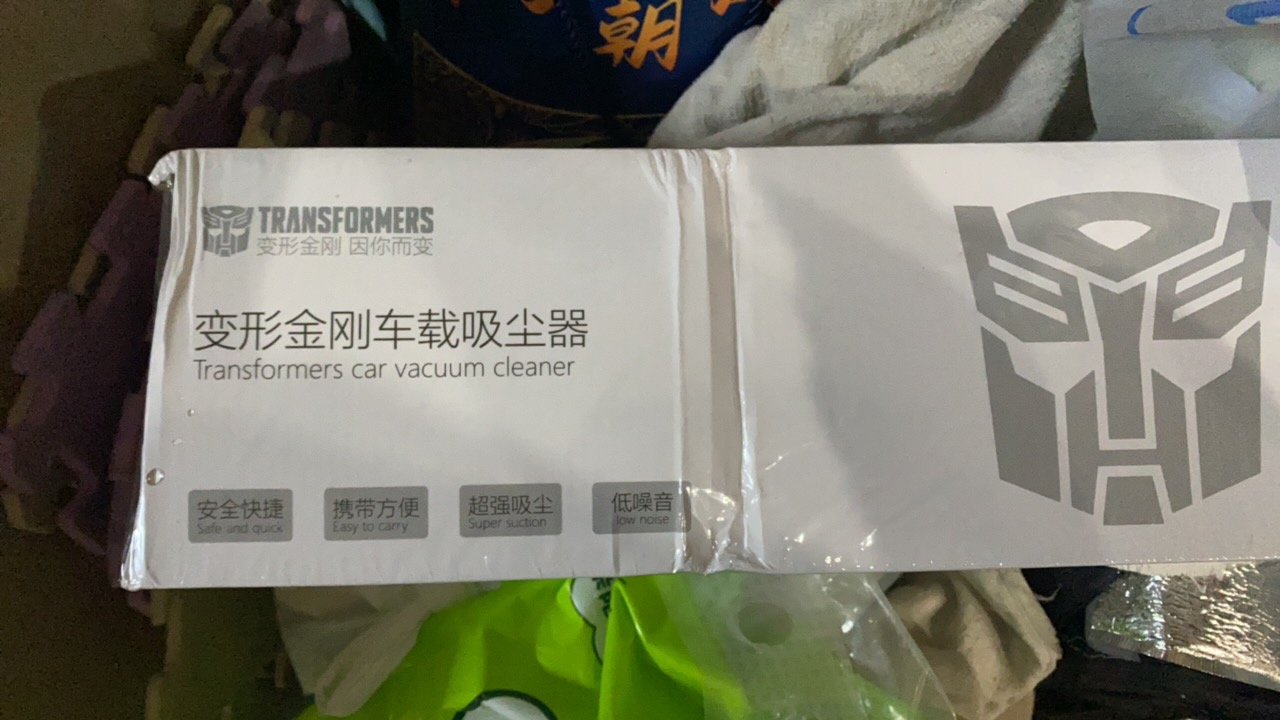 朝
TRANSFORMERS
变形金刚 因你而变
变形金刚车载吸尘器
Transformers car vacuum cleaner
安全快捷
Safe and quick
携带方便
Easy to carry
超强吸尘
Super suction
低噪音
low noise